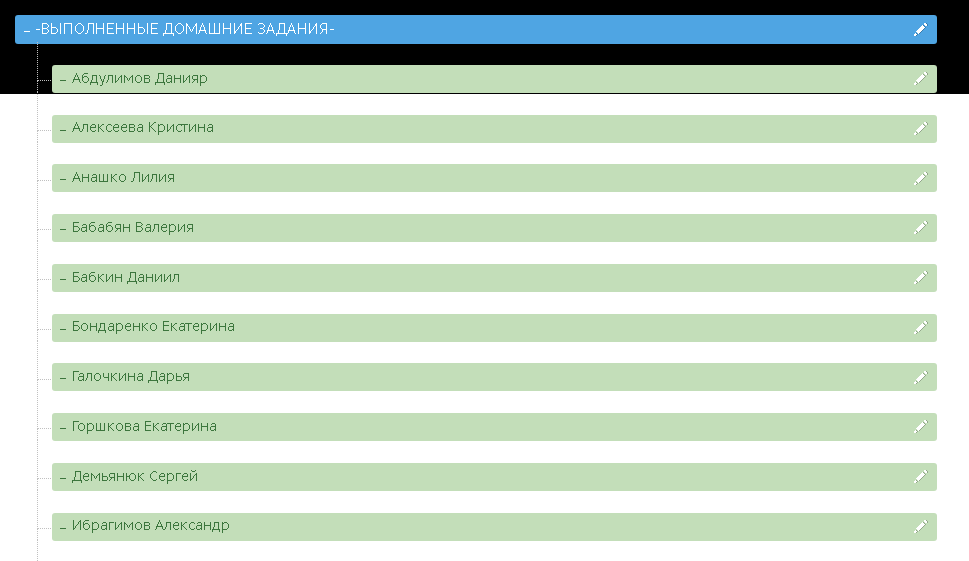 – -ВЫПОЛНЕННЫЕ ДОМАШНИЕ ЗАДАНИЯ-
– Абдулимов Данияр
– Алексеева Кристина
– Анашко Лилия
– Бабабян Валерия
– Бабкин Даниил
– Бондаренко Екатерина
– Галочкина Дарья
– Горшкова Екатерина
– Демьянюк Сергей
– Ибрагимов Александр